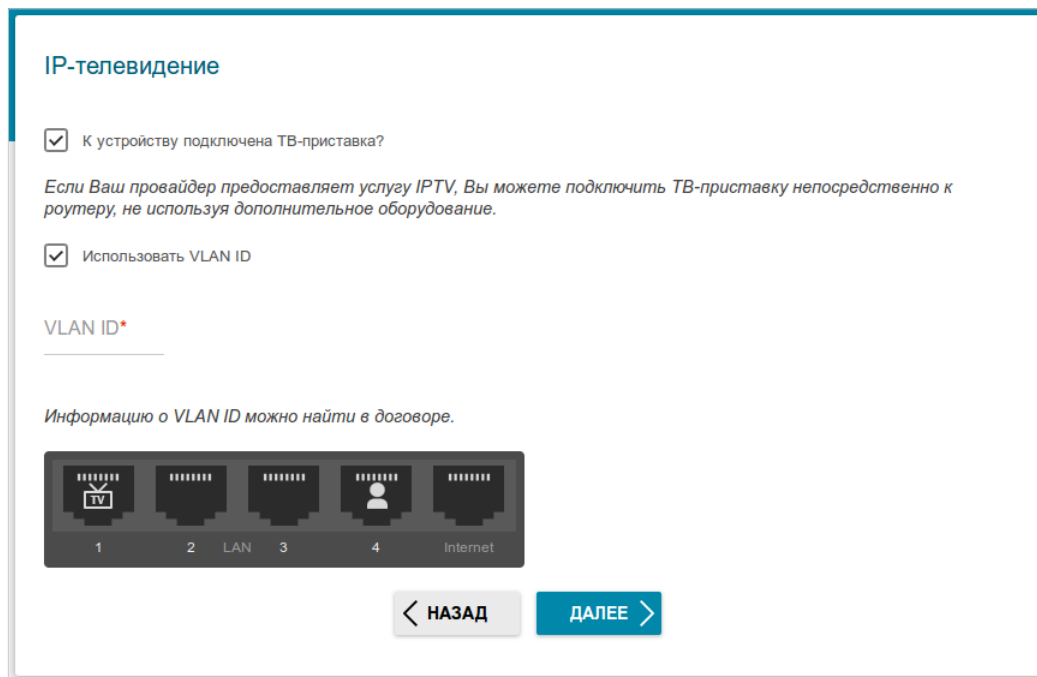 IP-телевидение
К устройству подключена ТВ-приставка?
Если Ваш провайдер предоставляет услугу IPTV, Вы можете подключить ТВ-приставку непосредственно к
роутеру, не используя дополнительное оборудование.
Использовать VLAN ID
VLAN ID*
Информацию о VLAN ID можно найти в договоре.
TV
1 2 LAN 3 4 Internet
НАЗАД ДАЛЕЕ